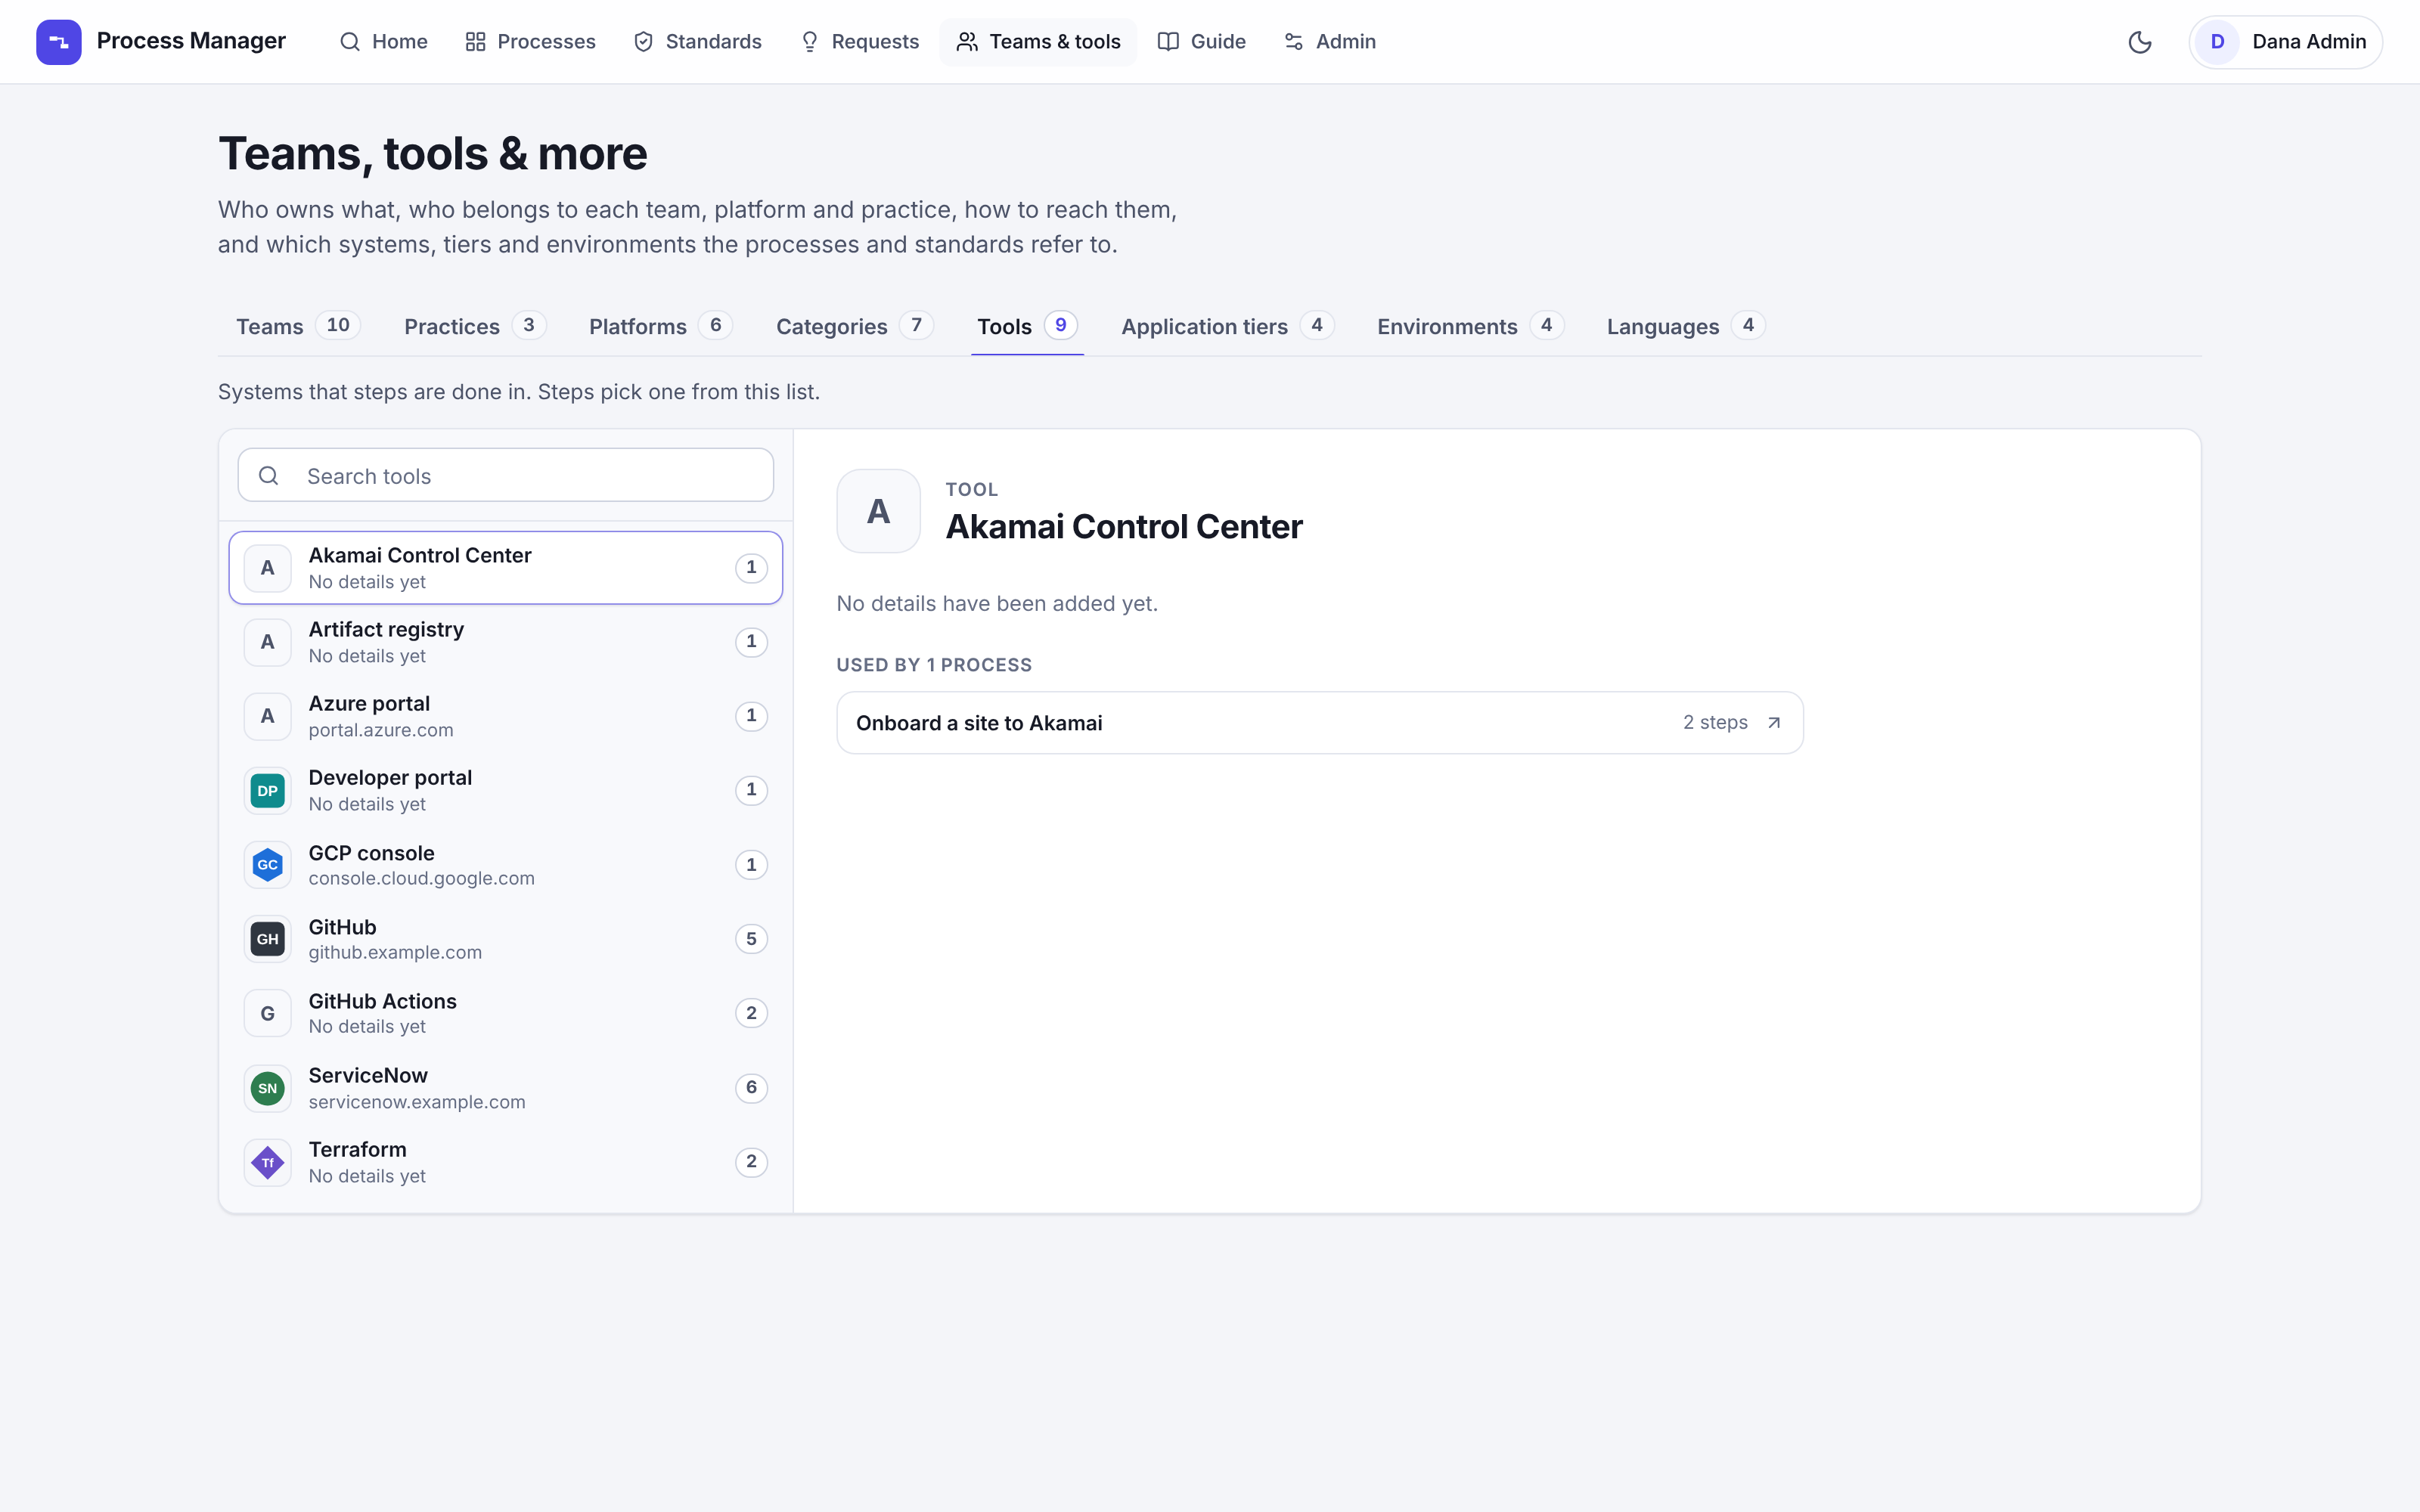 Process Manager
Home
Processes
Standards
Requests
Teams & tools
Guide
Admin
D
Dana Admin
Teams, tools & more
Who owns what, who belongs to each team, platform and practice, how to reach them,
and which systems, tiers and environments the processes and standards refer to.
Teams 10
Practices 3
Platforms 6
Categories 7
Tools 9
Application tiers 4
Environments 4
Languages 4
Systems that steps are done in. Steps pick one from this list.
Search tools
A
Akamai Control Center
No details yet
1
A
Artifact registry
No details yet
1
A
Azure portal
portal.azure.com
1
DP
Developer portal
No details yet
1
GC
GCP console
console.cloud.google.com
1
GH
GitHub
github.example.com
5
G
GitHub Actions
No details yet
2
SN
ServiceNow
servicenow.example.com
6
Tf
Terraform
No details yet
2
A
TOOL
Akamai Control Center
No details have been added yet.
USED BY 1 PROCESS
Onboard a site to Akamai
2 steps